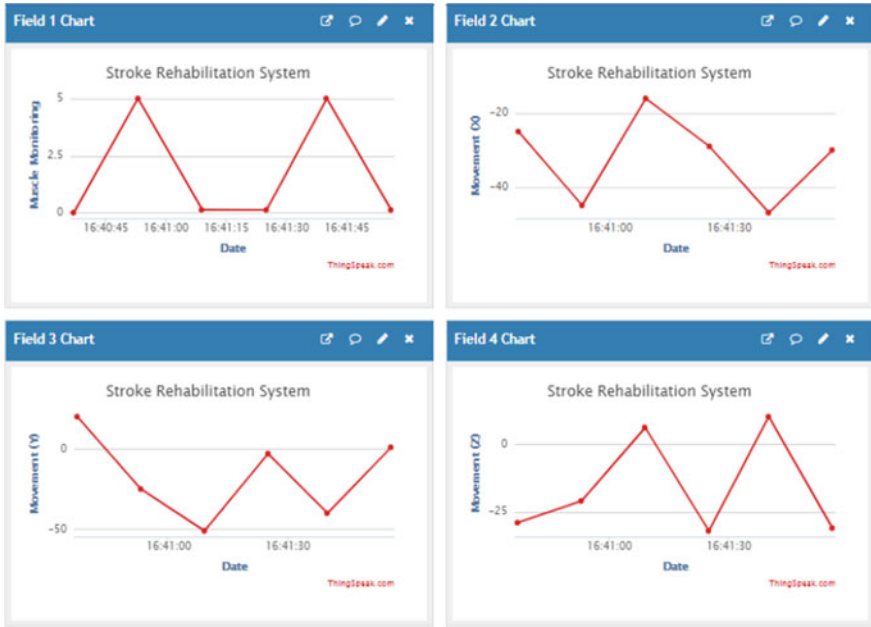 Field 1 Chart
Stroke Rehabilitation System
Muscle Monitoring
5
2.5
0
16:40:45 16:41:00 16:41:15 16:41:30 16:41:45
Date
ThingSpeak.com
Field 2 Chart
Stroke Rehabilitation System
Movement (X)
-20
-40
16:41:00 16:41:30
Date
ThingSpeak.com
Field 3 Chart
Stroke Rehabilitation System
Movement (Y)
0
-50
16:41:00 16:41:30
Date
ThingSpeak.com
Field 4 Chart
Stroke Rehabilitation System
Movement (Z)
0
-25
16:41:00 16:41:30
Date
ThingSpeak.com